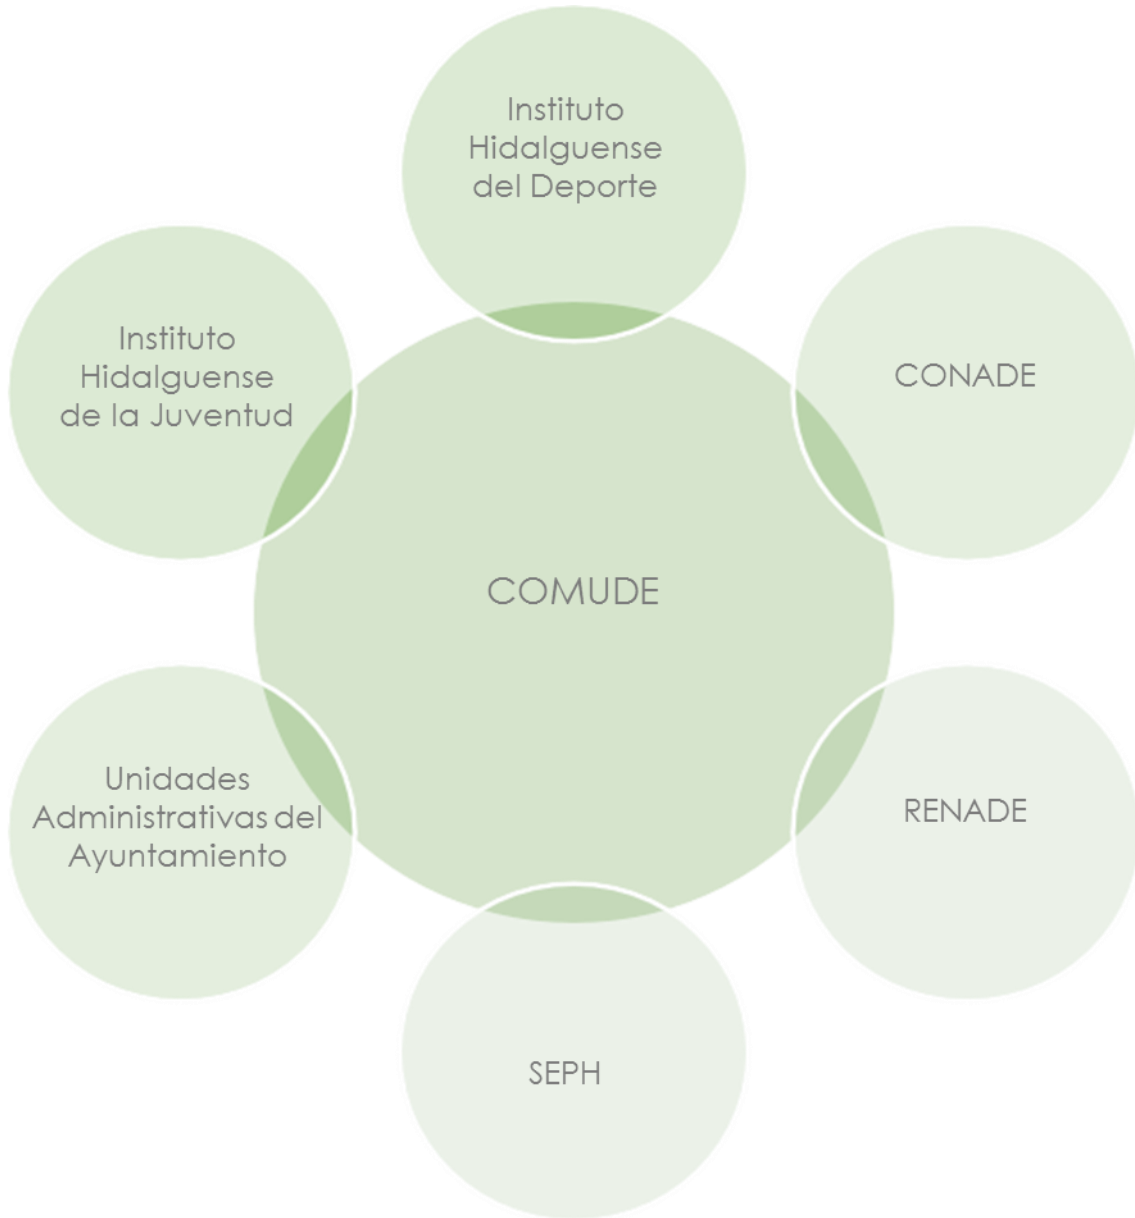 Instituto
Hidalguense
del Deporte
Instituto
Hidalguense
de la Juventud
CONADE
COMUDE
Unidades
Administrativas del
Ayuntamiento
RENADE
SEPH